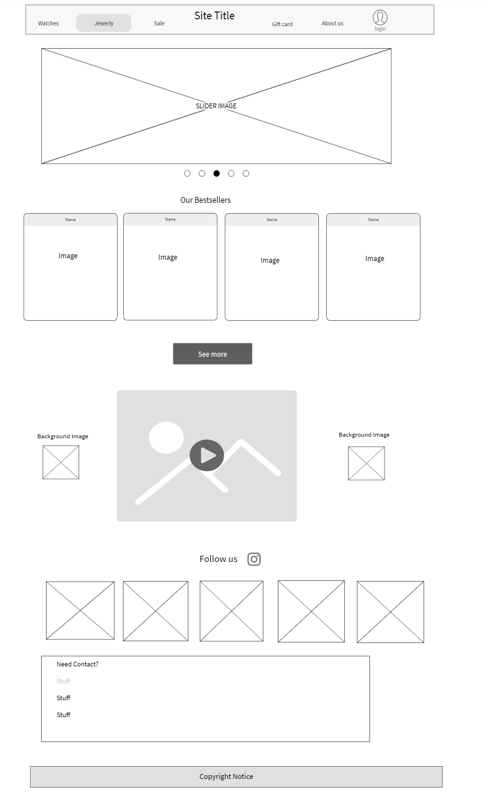 Site Title
Watches Jewerly Sale Gift card About us login
SLIDER IMAGE
Our Bestsellers
Name Name Name Name
Image Image Image Image
See more
Background Image Background Image
Follow us
Need Contact?
Stuff
Stuff
Stuff
Copyright Notice